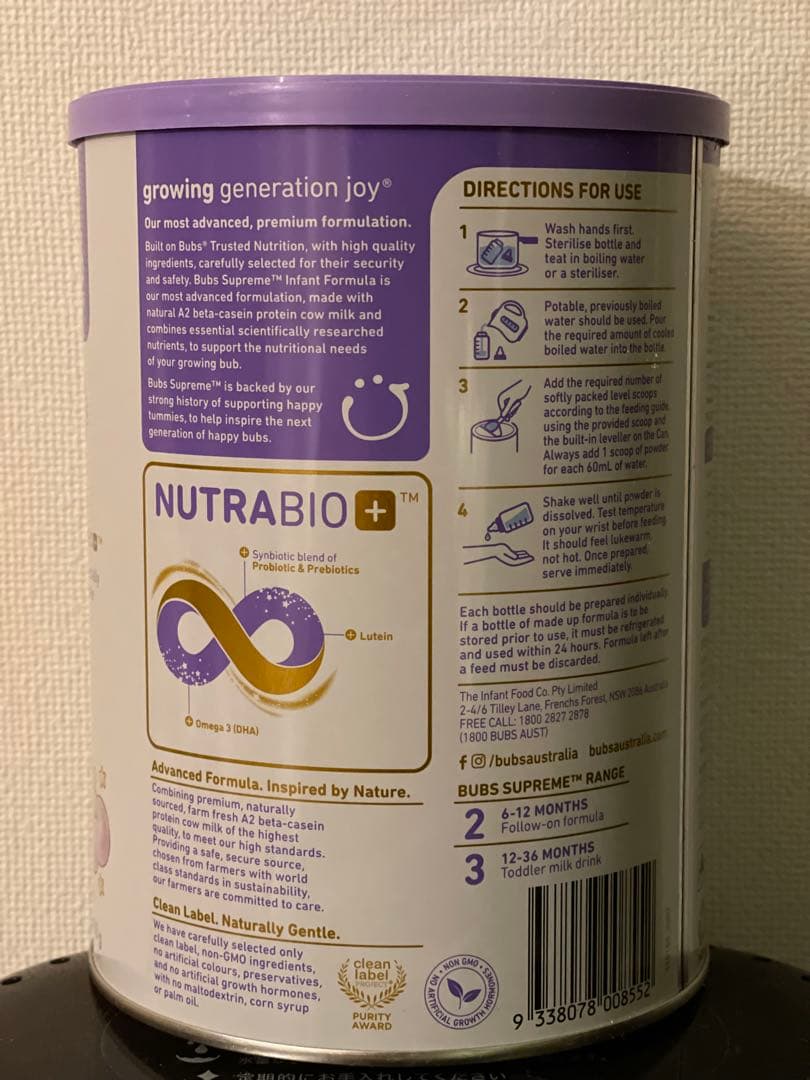 growing generation joy®
Our most advanced, premium formulation.
Built on Bubs® Trusted Nutrition, with high quality
ingredients, carefully selected for their security
and safety. Bubs Supreme™ Infant Formula is
our most advanced formulation, made with
natural A2 beta-casein protein cow milk and
combines essential scientifically researched
nutrients, to support the nutritional needs
of your growing bub.
Bubs Supreme™ is backed by our
strong history of supporting happy
tummies, to help inspire the next
generation of happy bubs.
NUTRABIO+™
Synbiotic blend of
Probiotic & Prebiotics
Lutein
Omega 3 (DHA)
Advanced Formula. Inspired by Nature.
Combining premium, naturally
sourced, farm fresh A2 beta-casein
protein cow milk of the highest
quality, to meet our high standards.
Providing a safe, secure source,
chosen from farmers with world
class standards in sustainability,
our farmers are committed to care.
Clean Label. Naturally Gentle.
We have carefully selected only
clean label, non-GMO ingredients,
no artificial colours, preservatives,
and no artificial growth hormones,
with no maltodextrin, corn syrup
or palm oil.
clean
label
PROJECT®
PURITY
AWARD
NON GMO • NO ARTIFICIAL GROWTH HORMONES •
DIRECTIONS FOR USE
1
Wash hands first.
Sterilise bottle and
teat in boiling water
or a steriliser.
2
Potable, previously boiled
water should be used. Pour
the required amount of cooled
boiled water into the bottle.
3
Add the required number of
softly packed level scoops
according to the feeding guide,
using the provided scoop and
the built-in leveller on the Can.
Always add 1 scoop of powder
for each 60mL of water.
4
Shake well until powder is
dissolved. Test temperature
on your wrist before feeding.
It should feel lukewarm,
not hot. Once prepared,
serve immediately.
Each bottle should be prepared individually.
If a bottle of made up formula is to be
stored prior to use, it must be refrigerated
and used within 24 hours. Formula left after
a feed must be discarded.
The Infant Food Co. Pty Limited
2-4/6 Tilley Lane, Frenchs Forest, NSW 2086 Australia
FREE CALL: 1800 2827 2878
(1800 BUBS AUST)
/bubsaustralia bubsaustralia.com
BUBS SUPREME™ RANGE
2
6-12 MONTHS
Follow-on formula
3
12-36 MONTHS
Toddler milk drink
9 338078 008552
定期的にお手入れしてください